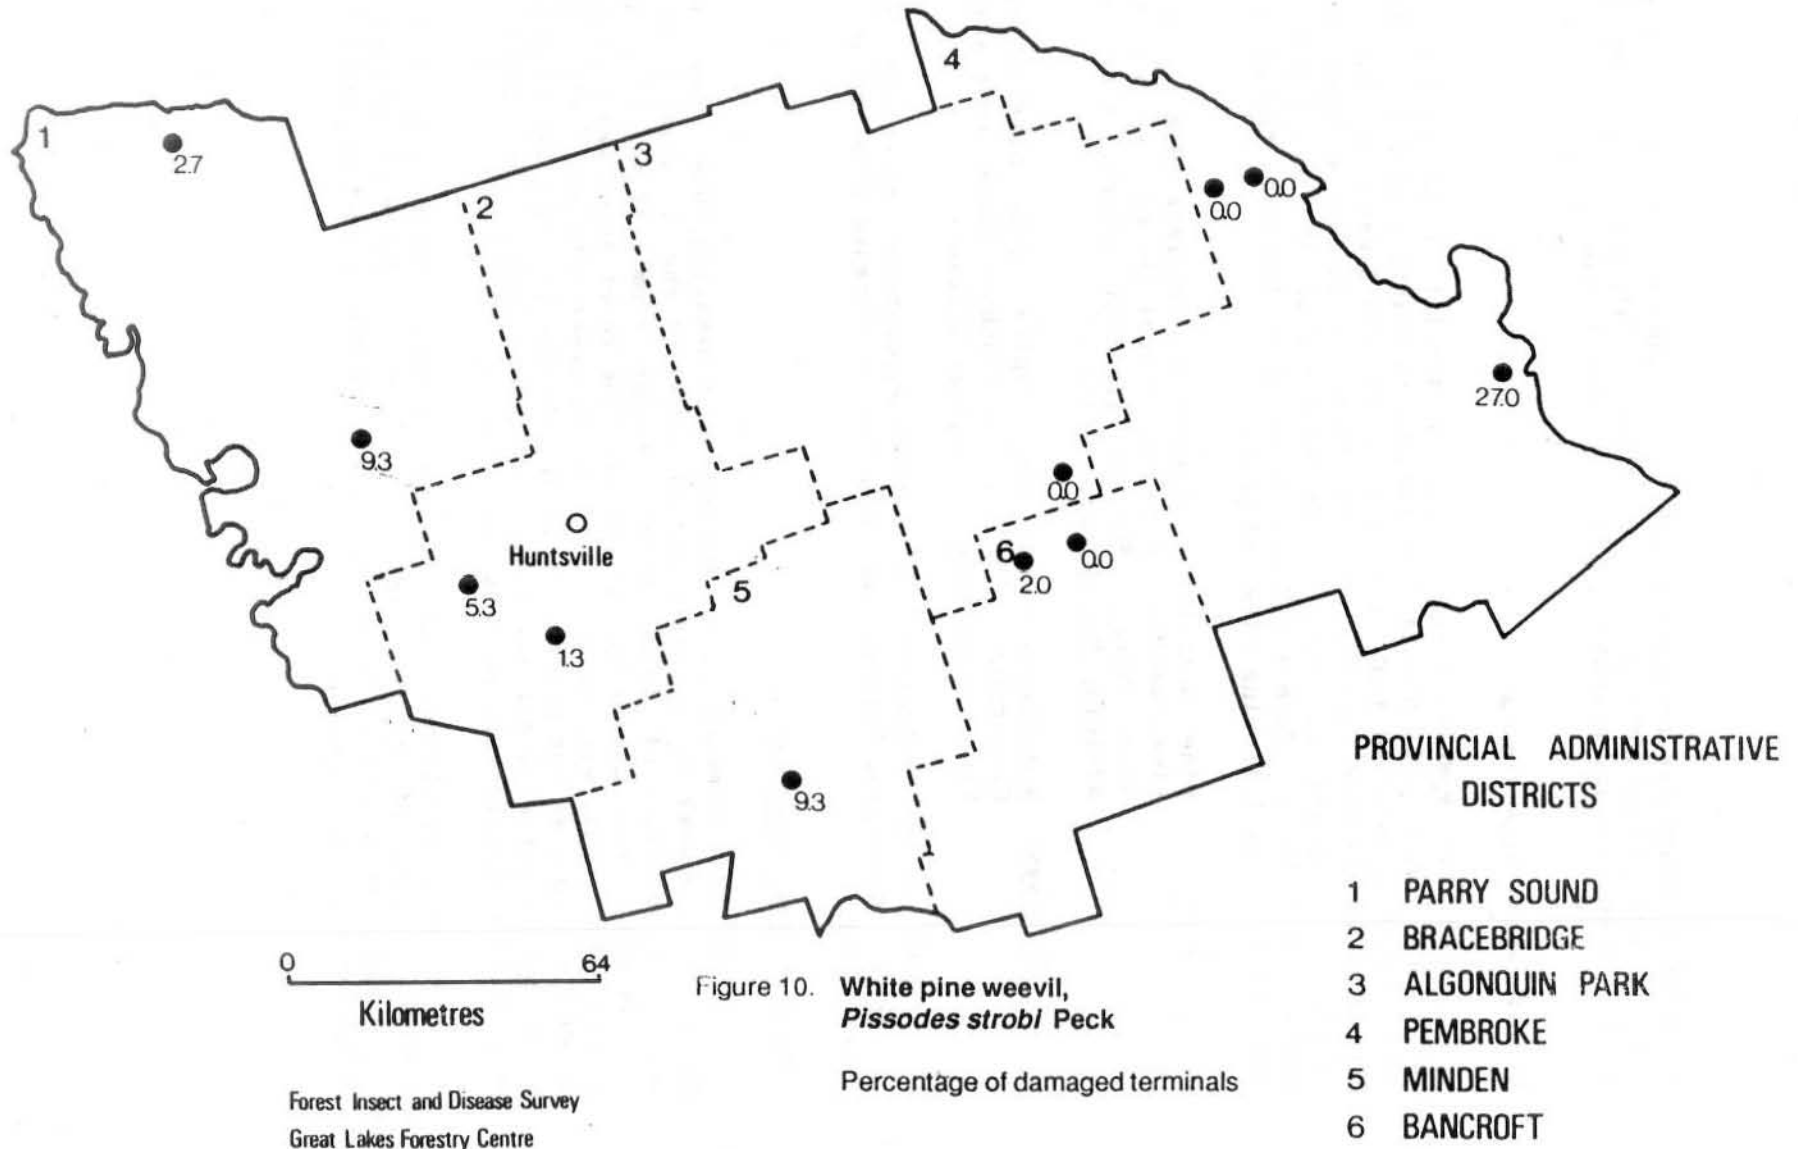 4
1
2.7
3
2
0.0
0.0
27.0
9.3
0.0
Huntsville
6
2.0
0.0
5
5.3
1.3
9.3
PROVINCIAL ADMINISTRATIVE
DISTRICTS
1 PARRY SOUND
2 BRACEBRIDGE
3 ALGONQUIN PARK
4 PEMBROKE
5 MINDEN
6 BANCROFT
0 64
Kilometres
Figure 10. White pine weevil,
Pissodes strobi Peck
Percentage of damaged terminals
Forest Insect and Disease Survey
Great Lakes Forestry Centre